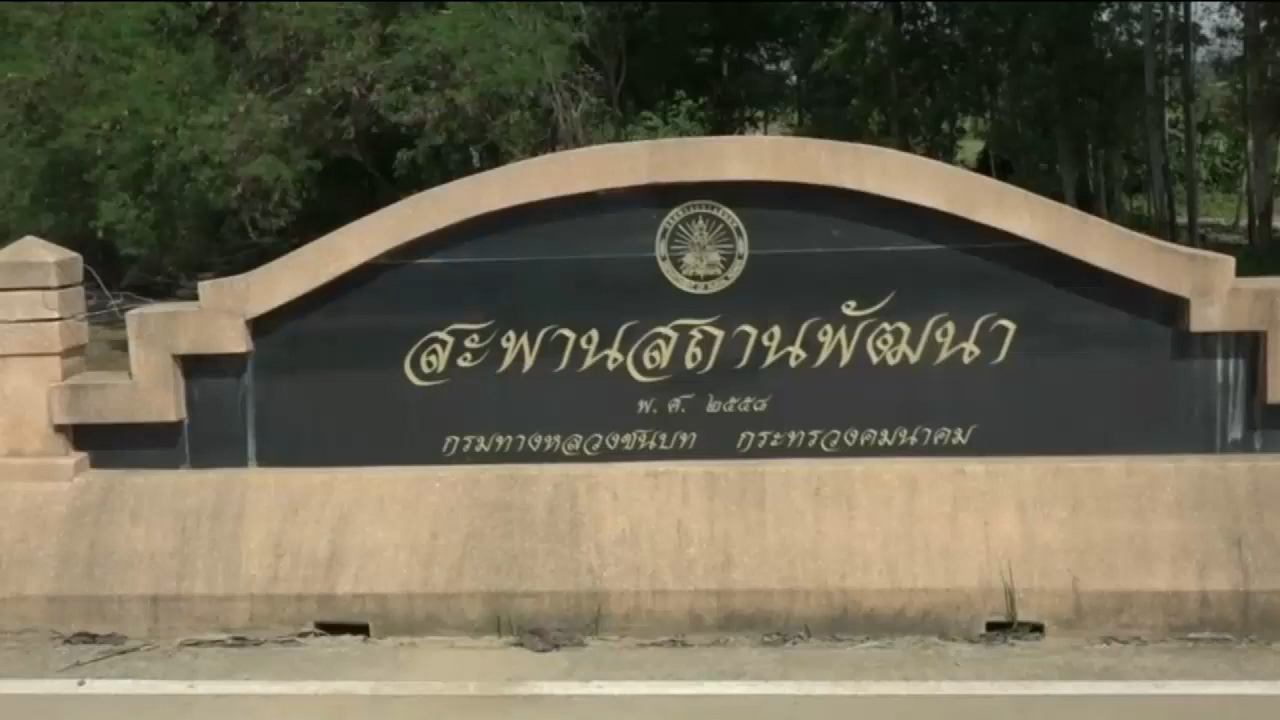 สะพานสถานพัฒนา
พ.ศ. ๒๕๕๘
กรมทางหลวงชนบท กระทรวงคมนาคม